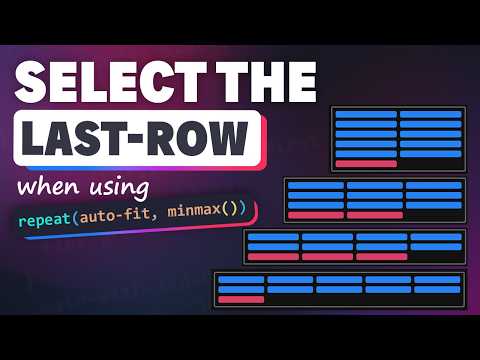 SELECT THE
LAST-ROW
when using
repeat(auto-fit, minmax())